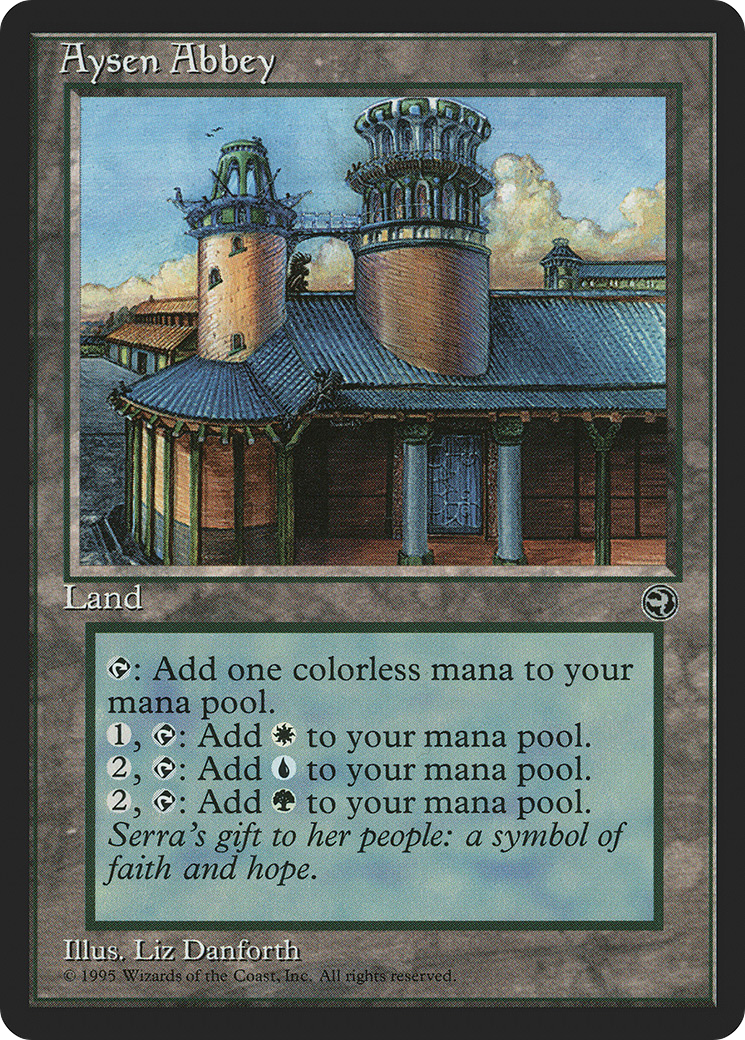 Aysen Abbey
Land
: Add one colorless mana to your
mana pool.
1, : Add to your mana pool.
2, : Add to your mana pool.
2, : Add to your mana pool.
Serra's gift to her people: a symbol of
faith and hope.
Illus. Liz Danforth
© 1995 Wizards of the Coast, Inc. All rights reserved.